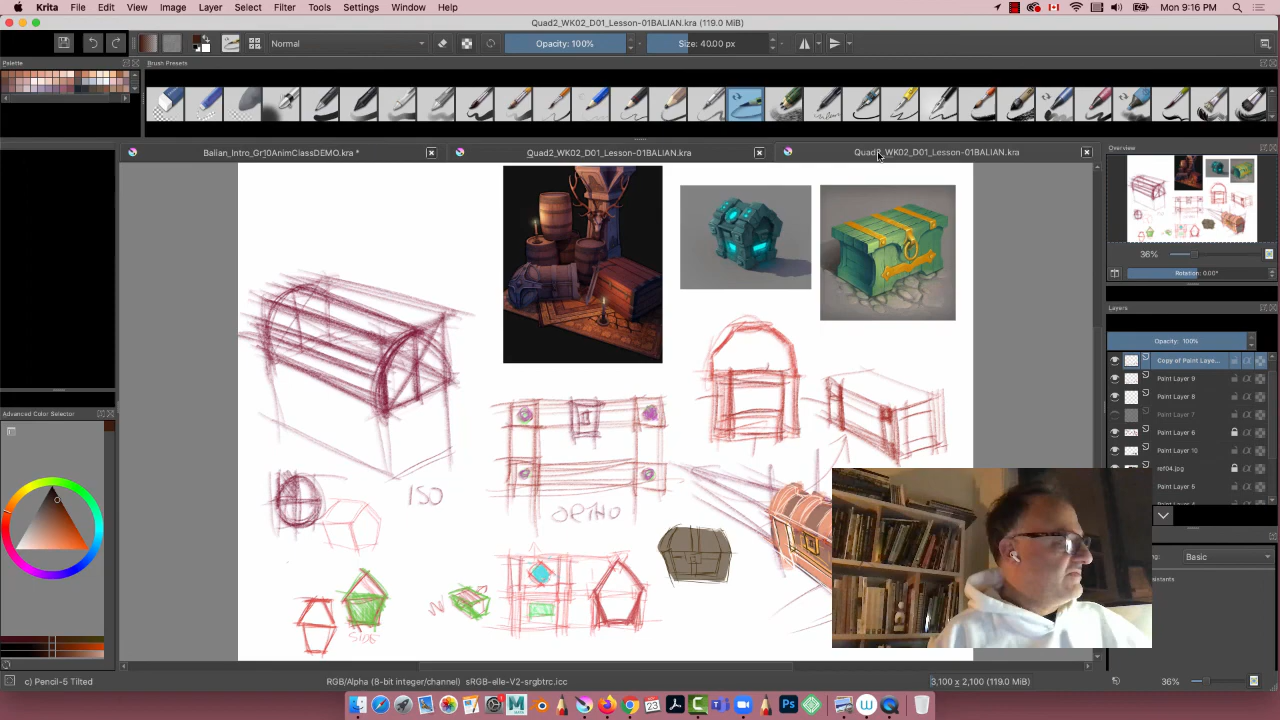 Krita File Edit View Image Layer Select Filter Tools Settings Window Help Mon 9:16 PM
Quad2_WK02_D01_Lesson-01BALIAN.kra (119.0 MiB)
Normal Opacity: 100% Size: 40.00 px
Palette Brush Presets
Balian_Intro_Gr10AnimClassDEMO.kra * Quad2_WK02_D01_Lesson-01BALIAN.kra Quad2_WK02_D01_Lesson-01BALIAN.kra Overview
36%
Rotation: 0.00°
Layers
Opacity: 100%
Copy of Paint Laye...
Paint Layer 9
Paint Layer 8
Paint Layer 7
Paint Layer 6
Paint Layer 10
ref04.jpg
Paint Layer 5
Advanced Color Selector
ISO
ORTHO
SIDE
Basic
c) Pencil-5 Tilted RGB/Alpha (8-bit integer/channel) sRGB-elle-V2-srgbtrc.icc 3,100 x 2,100 (119.0 MiB) 36%
23